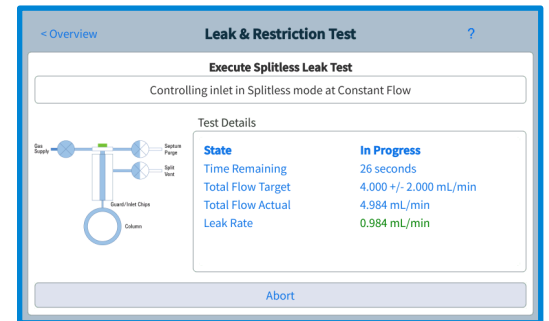 < Overview
Leak & Restriction Test
?
Execute Splitless Leak Test
Controlling inlet in Splitless mode at Constant Flow
Test Details
Gas
Supply
Septum
Purge
Split
Vent
Guard/Inlet Chips
Column
State In Progress
Time Remaining 26 seconds
Total Flow Target 4.000 +/- 2.000 mL/min
Total Flow Actual 4.984 mL/min
Leak Rate 0.984 mL/min
Abort